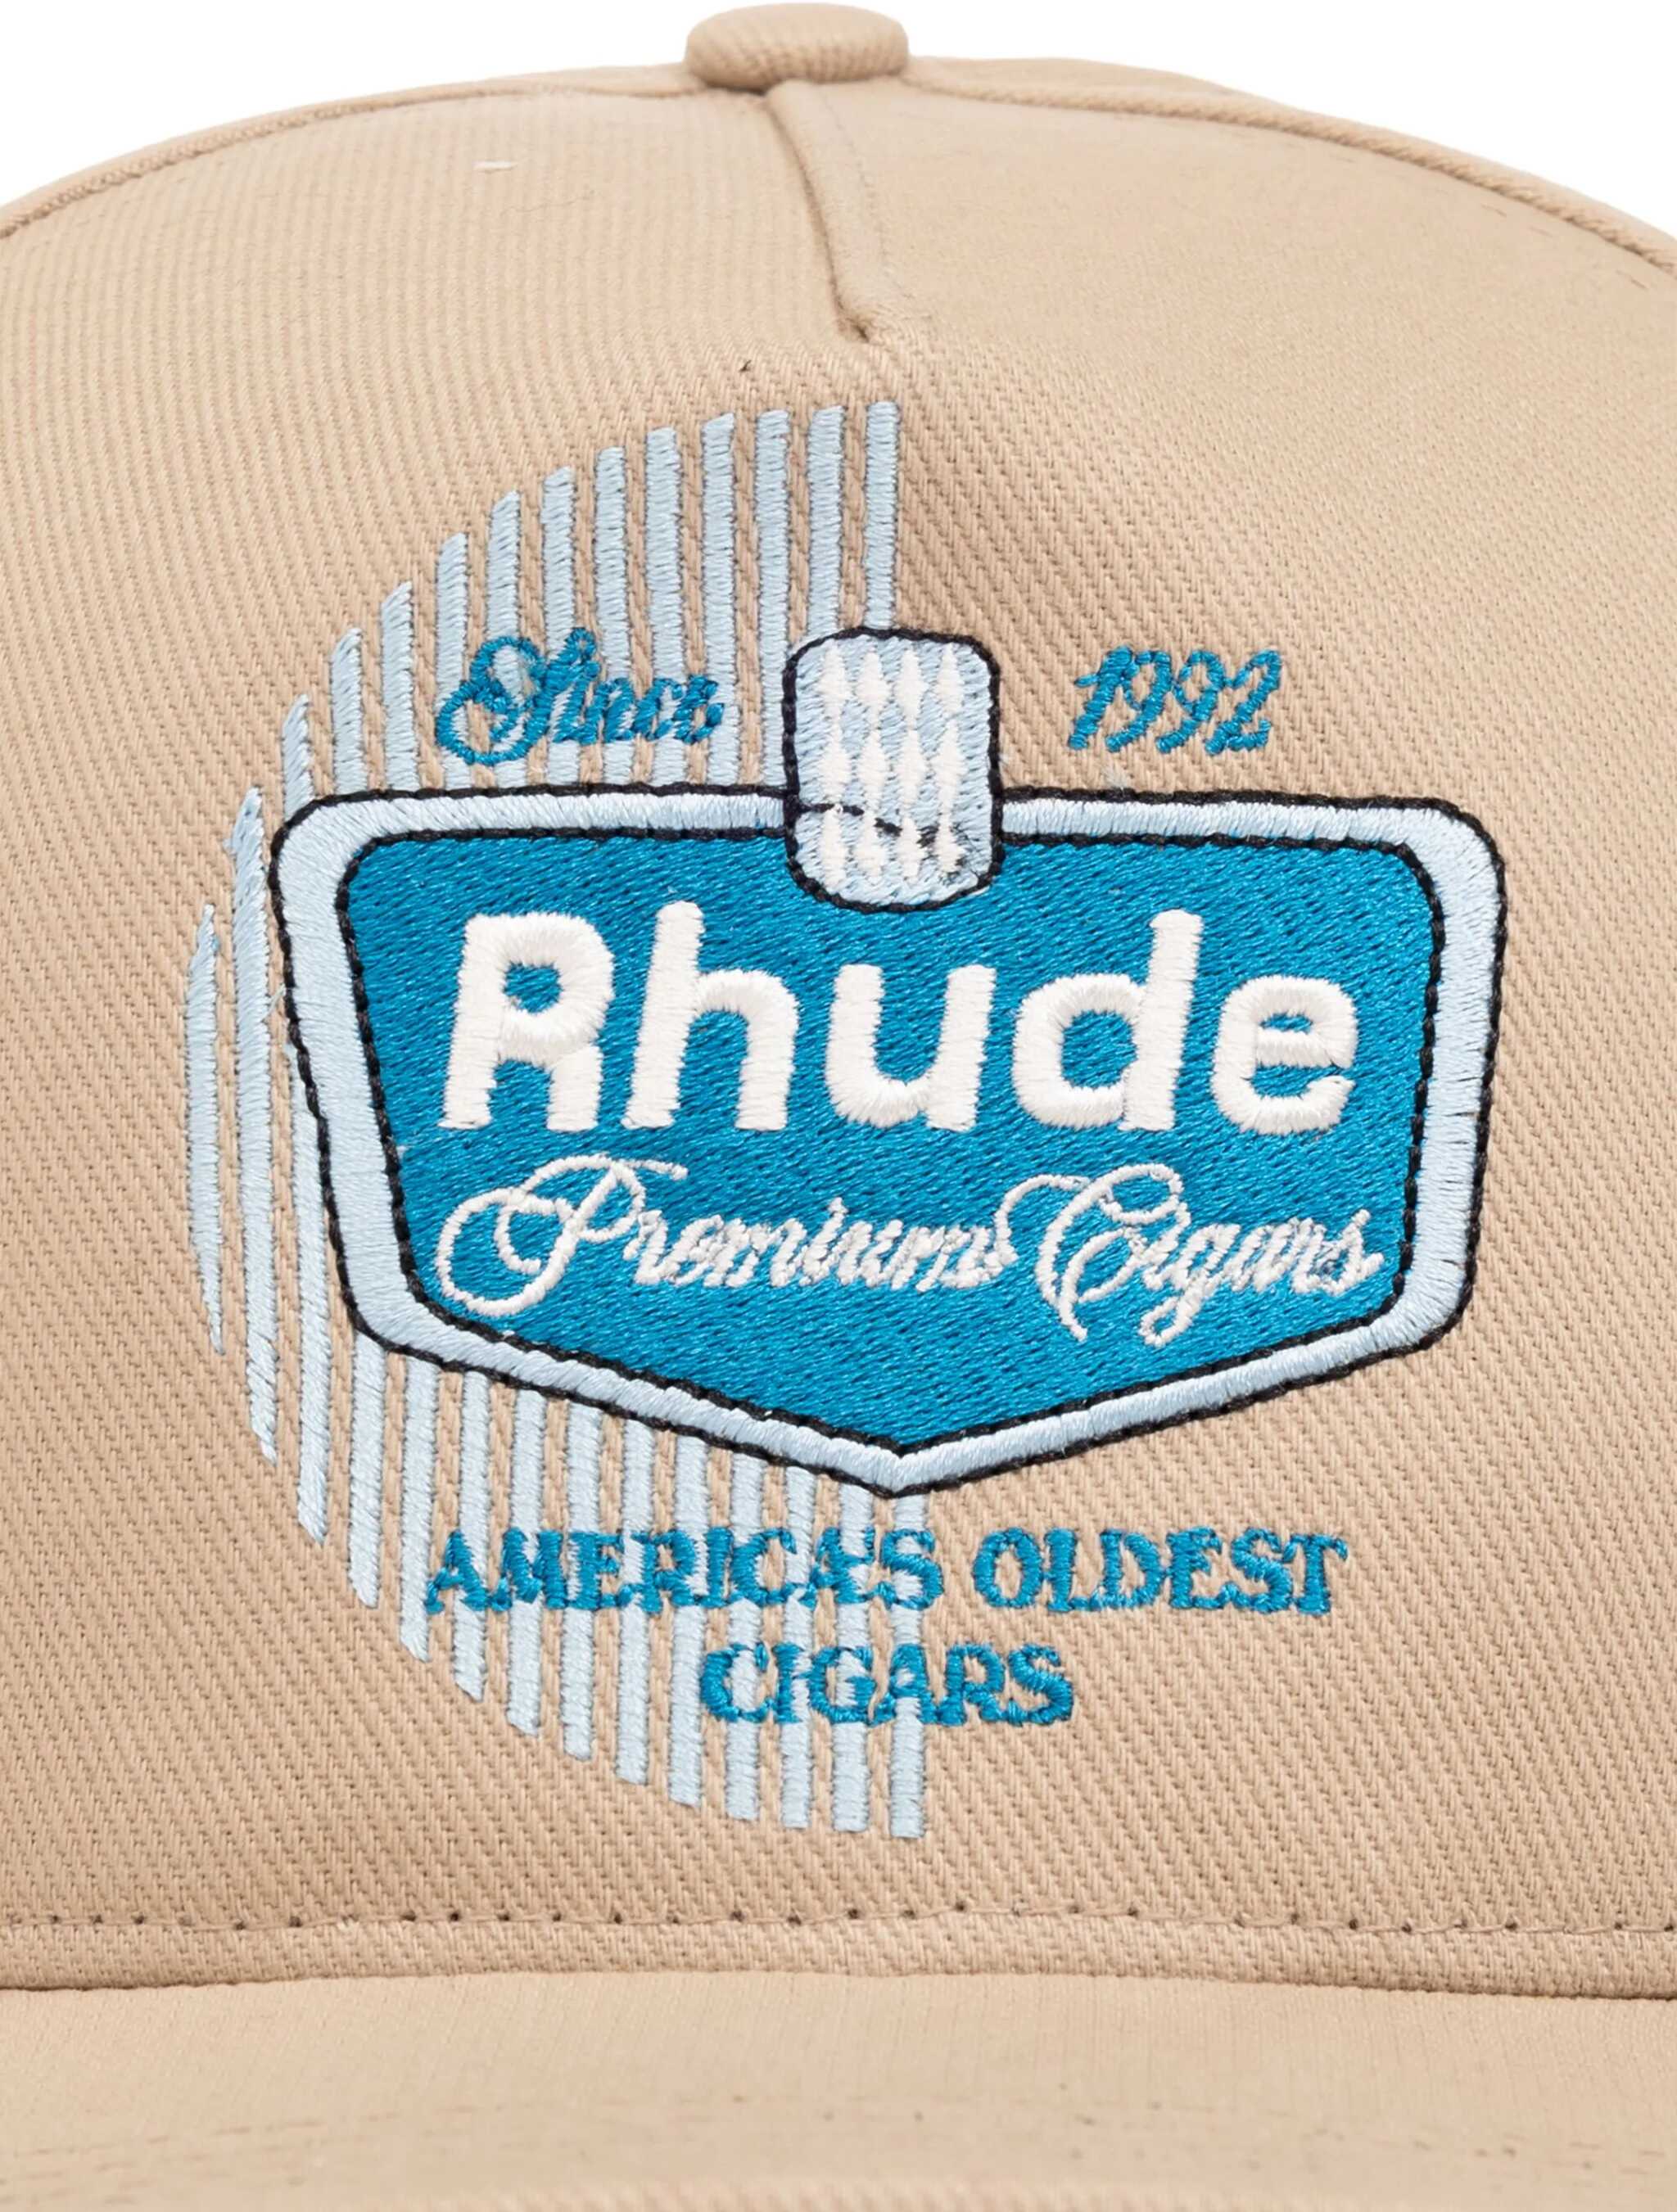 Since 1992
Rhude
Premium Cigars
AMERICA'S OLDEST
CIGARS